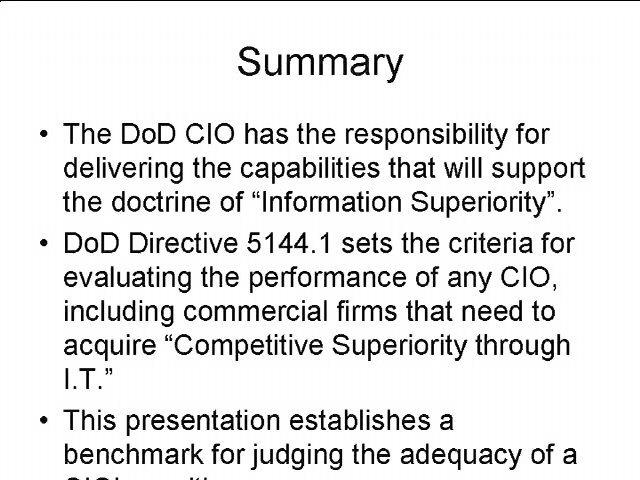 Summary
• The DoD CIO has the responsibility for
delivering the capabilities that will support
the doctrine of “Information Superiority”.
• DoD Directive 5144.1 sets the criteria for
evaluating the performance of any CIO,
including commercial firms that need to
acquire “Competitive Superiority through
I.T.”
• This presentation establishes a
benchmark for judging the adequacy of a